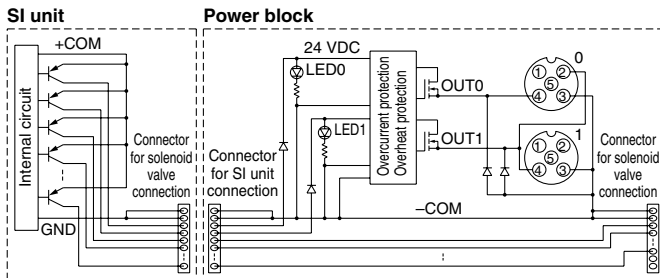 SI unit
Power block
+COM
Internal circuit
GND
Connector
for solenoid
valve
connection
24 VDC
LED0
LED1
Connector
for SI unit
connection
Overcurrent protection
Overheat protection
OUT0
OUT1
–COM
0
1 2
5
4 3
1
1 2
5
4 3
Connector
for solenoid
valve
connection